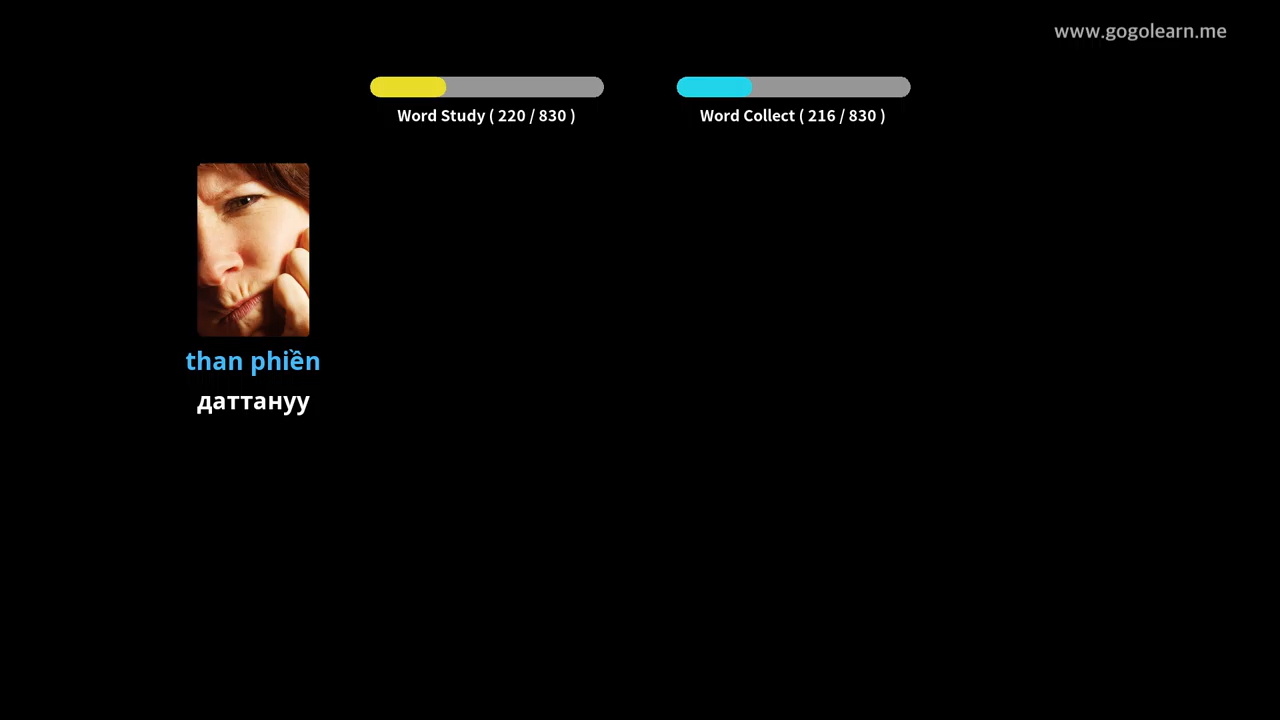 www.gogolearn.me
Word Study ( 220 / 830 )
Word Collect ( 216 / 830 )
than phiền
даттануу